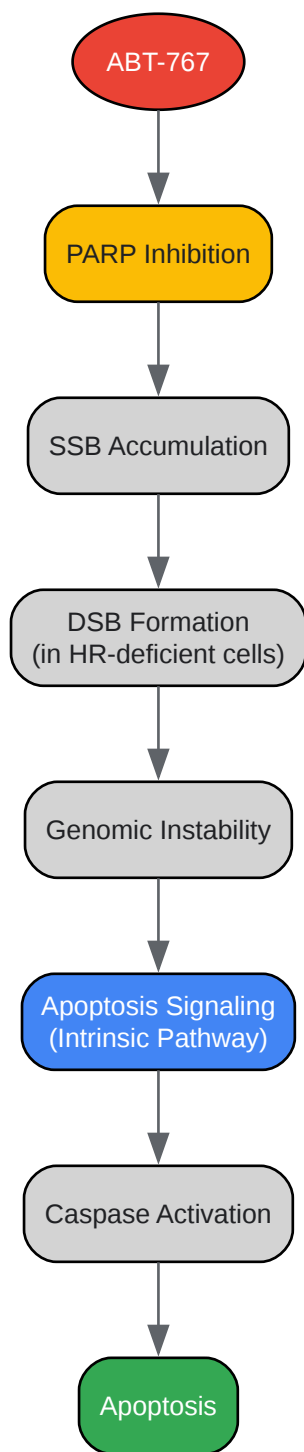 ABT-767
PARP Inhibition
SSB Accumulation
DSB Formation
(in HR-deficient cells)
Genomic Instability
Apoptosis Signaling
(Intrinsic Pathway)
Caspase Activation
Apoptosis